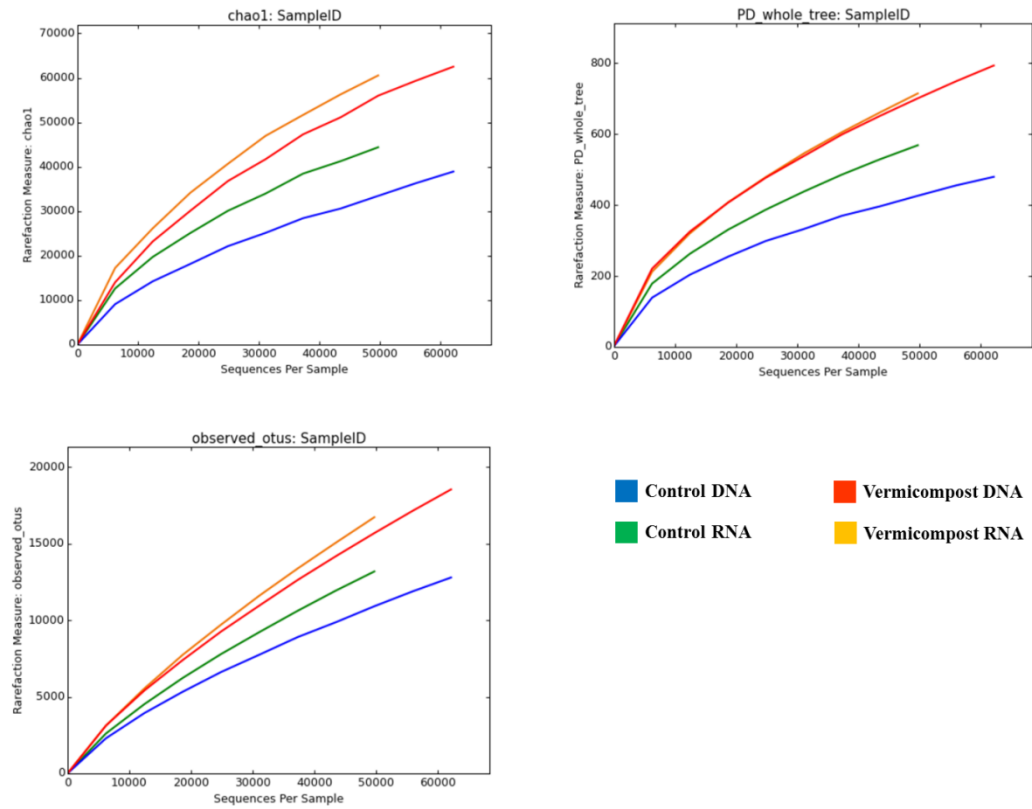 chao1: SampleID
70000
60000
50000
40000
30000
20000
10000
0
Rarefaction Measure: chao1
0 10000 20000 30000 40000 50000 60000
Sequences Per Sample
PD_whole_tree: SampleID
800
600
400
200
0
Rarefaction Measure: PD_whole_tree
0 10000 20000 30000 40000 50000 60000
Sequences Per Sample
observed_otus: SampleID
20000
15000
10000
5000
0
Rarefaction Measure: observed_otus
0 10000 20000 30000 40000 50000 60000
Sequences Per Sample
Control DNA
Vermicompost DNA
Control RNA
Vermicompost RNA